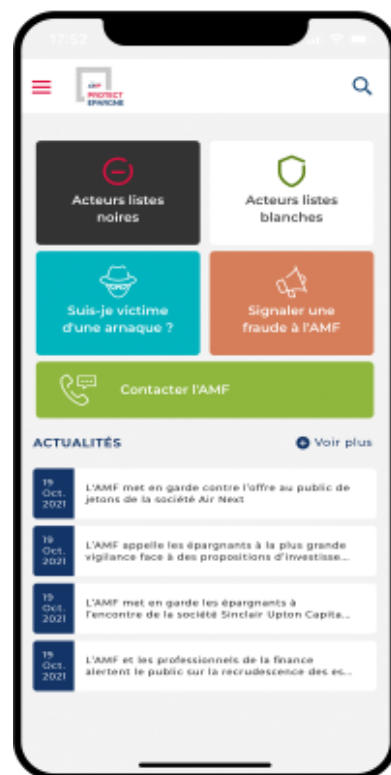 17:52
AMF
PROTECT
EPARGNE
Acteurs listes
noires
Acteurs listes
blanches
Suis-je victime
d'une arnaque ?
Signaler une
fraude à l'AMF
Contacter l'AMF
ACTUALITÉS
Voir plus
19
Oct.
2021
L'AMF met en garde contre l'offre au public de
jetons de la société Air Next
19
Oct.
2021
L'AMF appelle les épargnants à la plus grande
vigilance face à des propositions d'investisse...
19
Oct.
2021
L'AMF met en garde les épargnants à
l'encontre de la société Sinclair Upton Capita...
19
Oct.
2021
L'AMF et les professionnels de la finance
alertent le public sur la recrudescence des es...